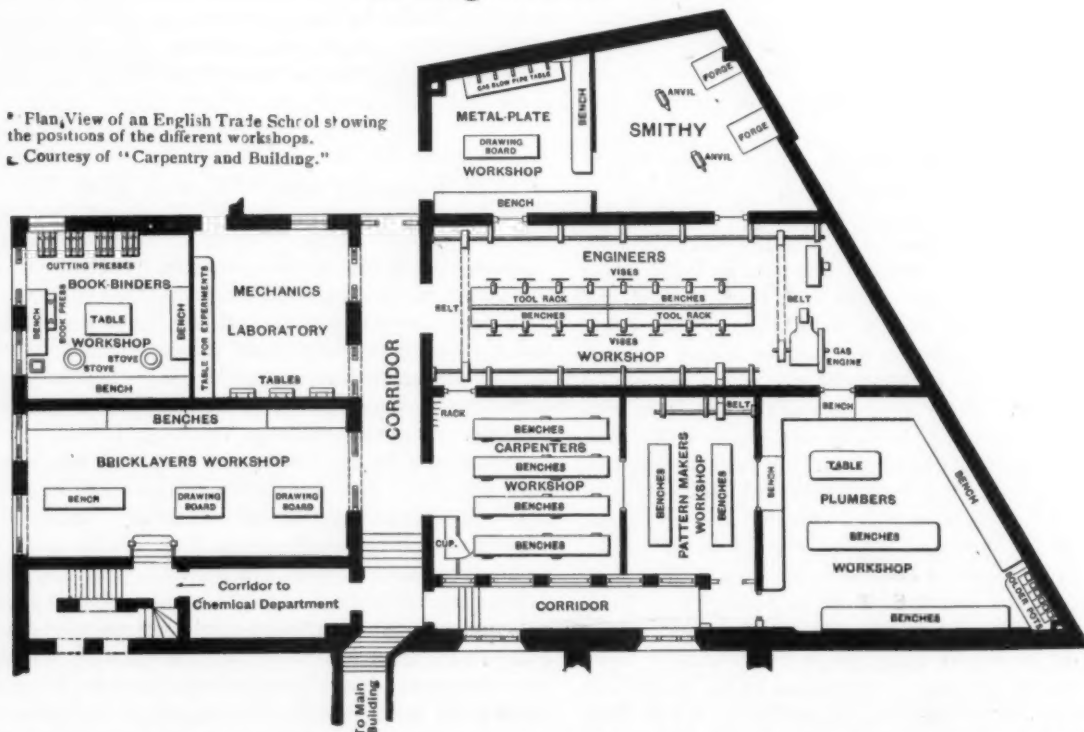 Plan View of an English Trade School showing
the positions of the different workshops.
Courtesy of "Carpentry and Building."
GAS BLOW PIPE TABLE
METAL-PLATE
DRAWING
BOARD
WORKSHOP
BENCH
BENCH
SMITHY
ANVIL
ANVIL
FORGE
FORGE
CUTTING PRESSES
BOOK-BINDERS
BENCH
BOOK PRESS
TABLE
BENCH
WORKSHOP
STOVE
STOVE
BENCH
TABLE FOR EXPERIMENTS
MECHANICS
LABORATORY
TABLES
CORRIDOR
ENGINEERS
VISES
TOOL RACK
BENCHES
BENCHES
TOOL RACK
VISES
WORKSHOP
BELT
BELT
GAS
ENGINE
BENCHES
BRICKLAYERS WORKSHOP
BENCH
DRAWING
BOARD
DRAWING
BOARD
RACK
BENCHES
CARPENTERS
BENCHES
WORKSHOP
BENCHES
BENCHES
CUP.
BELT
BENCHES
PATTERN MAKERS
WORKSHOP
BENCHES
BENCH
BENCH
TABLE
BENCH
PLUMBERS
BENCHES
WORKSHOP
BENCHES
SOLDER POTS
Corridor to
Chemical Department
CORRIDOR
To Main
Building